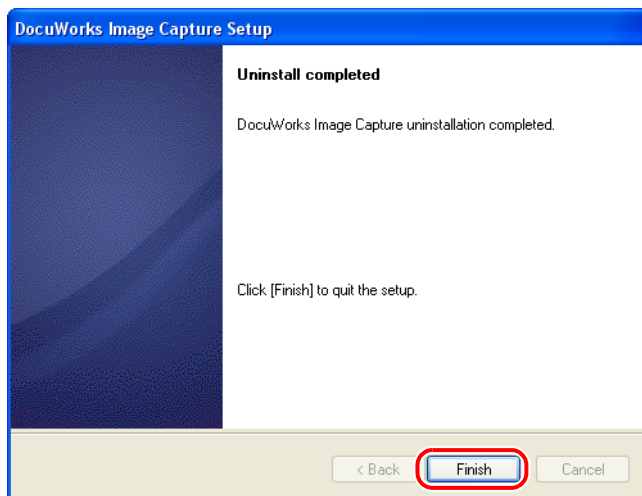 DocuWorks Image Capture Setup
Uninstall completed
DocuWorks Image Capture uninstallation completed.
Click [Finish] to quit the setup.
< Back
Finish
Cancel